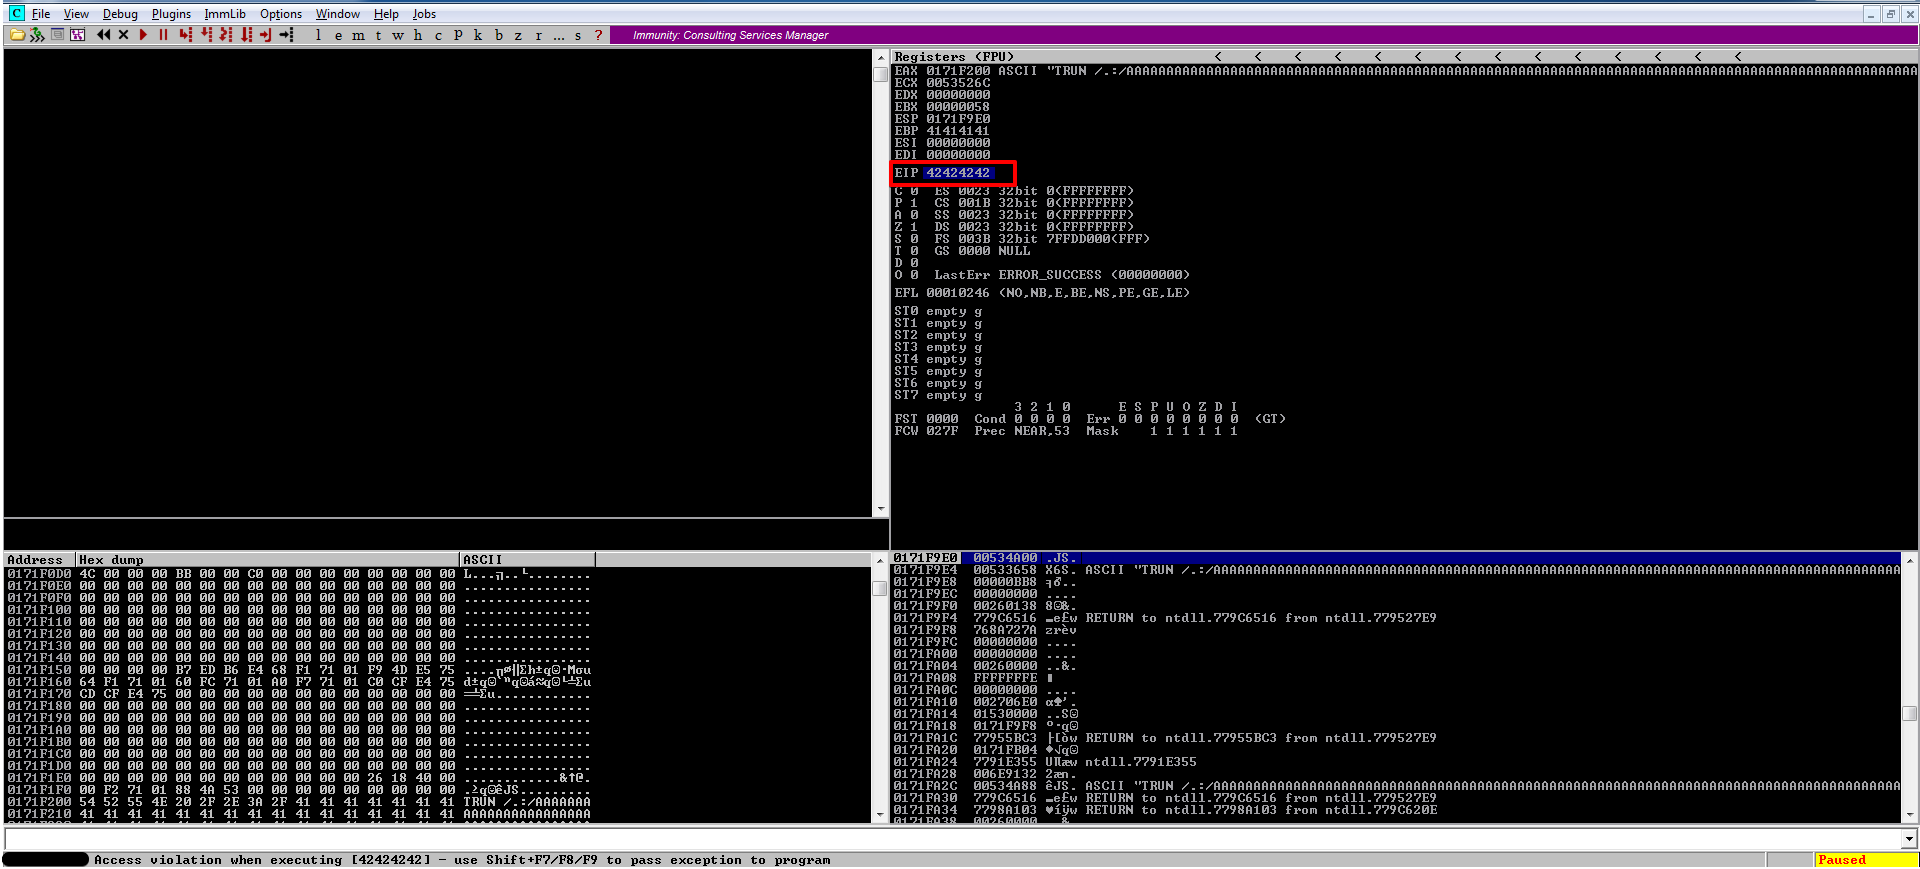 File View Debug Plugins ImmLib Options Window Help Jobs
l e m t w h c P k b z r ... s ?
Immunity: Consulting Services Manager
Registers (FPU) < < < < < < < < < < < < < <
EAX 0171F200 ASCII "TRUN /.:/
ECX 0053526C
EDX 00000000
EBX 00000058
ESP 0171F9E0
EBP 41414141
ESI 00000000
EDI 00000000
EIP 42424242
C 0 ES 0023 32bit 0(FFFFFFFF)
P 1 CS 001B 32bit 0(FFFFFFFF)
A 0 SS 0023 32bit 0(FFFFFFFF)
Z 1 DS 0023 32bit 0(FFFFFFFF)
S 0 FS 003B 32bit 7FFDD000(FFF)
T 0 GS 0000 NULL
D 0
O 0 LastErr ERROR_SUCCESS (00000000)
EFL 00010246 (NO,NB,E,BE,NS,PE,GE,LE)
ST0 empty g
ST1 empty g
ST2 empty g
ST3 empty g
ST4 empty g
ST5 empty g
ST6 empty g
ST7 empty g
3 2 1 0 E S P U O Z D I
FST 0000 Cond 0 0 0 0 Err 0 0 0 0 0 0 0 0 (GT)
FCW 027F Prec NEAR,53 Mask 1 1 1 1 1 1
Address Hex dump ASCII
0171F0D0 4C 00 00 00 BB 00 00 C0 00 00 00 00 00 00 00 00
0171F0E0 00 00 00 00 00 00 00 00 00 00 00 00 00 00 00 00 ................
0171F0F0 00 00 00 00 00 00 00 00 00 00 00 00 00 00 00 00 ................
0171F100 00 00 00 00 00 00 00 00 00 00 00 00 00 00 00 00 ................
0171F110 00 00 00 00 00 00 00 00 00 00 00 00 00 00 00 00 ................
0171F120 00 00 00 00 00 00 00 00 00 00 00 00 00 00 00 00 ................
0171F130 00 00 00 00 00 00 00 00 00 00 00 00 00 00 00 00 ................
0171F140 00 00 00 00 00 00 00 00 00 00 00 00 00 00 00 00 ................
0171F150 00 00 00 00 B7 ED B6 E4 68 F1 71 01 F9 4D E5 75
0171F160 64 F1 71 01 60 FC 71 01 A0 F7 71 01 C0 CF E4 75
0171F170 CD CF E4 75 00 00 00 00 00 00 00 00 00 00 00 00
0171F180 00 00 00 00 00 00 00 00 00 00 00 00 00 00 00 00 ................
0171F190 00 00 00 00 00 00 00 00 00 00 00 00 00 00 00 00 ................
0171F1A0 00 00 00 00 00 00 00 00 00 00 00 00 00 00 00 00 ................
0171F1B0 00 00 00 00 00 00 00 00 00 00 00 00 00 00 00 00 ................
0171F1C0 00 00 00 00 00 00 00 00 00 00 00 00 00 00 00 00 ................
0171F1D0 00 00 00 00 00 00 00 00 00 00 00 00 00 00 00 00 ................
0171F1E0 00 00 00 00 00 00 00 00 00 00 00 00 26 18 40 00 ............&↑@.
0171F1F0 00 F2 71 01 88 4A 53 00 00 00 00 00 00 00 00 00
0171F200 54 52 55 4E 20 2F 2E 3A 2F 41 41 41 41 41 41 41 TRUN /.:/AAAAAAA
0171F210 41 41 41 41 41 41 41 41 41 41 41 41 41 41 41 41 AAAAAAAAAAAAAAAA
0171F9E0 00534A00 .JS.
0171F9E4 00533658 X6S. ASCII "TRUN /.:/
0171F9E8 00000BB8
0171F9EC 00000000 ....
0171F9F0 00260138 8☺&.
0171F9F4 779C6516 RETURN to ntdll.779C6516 from ntdll.779527E9
0171F9F8 768A727A zrèv
0171F9FC 00000000 ....
0171FA00 00000000 ....
0171FA04 00260000 ..&.
0171FA08 FFFFFFFE
0171FA0C 00000000 ....
0171FA10 002706E0 α♠'.
0171FA14 01530000 ..S☺
0171FA18 0171F9F8
0171FA1C 77955BC3 RETURN to ntdll.77955BC3 from ntdll.779527E9
0171FA20 0171FB04 ♦√q☺
0171FA24 7791E355 ntdll.7791E355
0171FA28 006E9132 2æn.
0171FA2C 00534A88 êJS. ASCII "TRUN /.:/
0171FA30 779C6516 RETURN to ntdll.779C6516 from ntdll.779527E9
0171FA34 7798A103 ♥íÿw RETURN to ntdll.7798A103 from ntdll.779C620E
0171FA38 00260000
Access violation when executing [42424242] - use Shift+F7/F8/F9 to pass exception to program
Paused